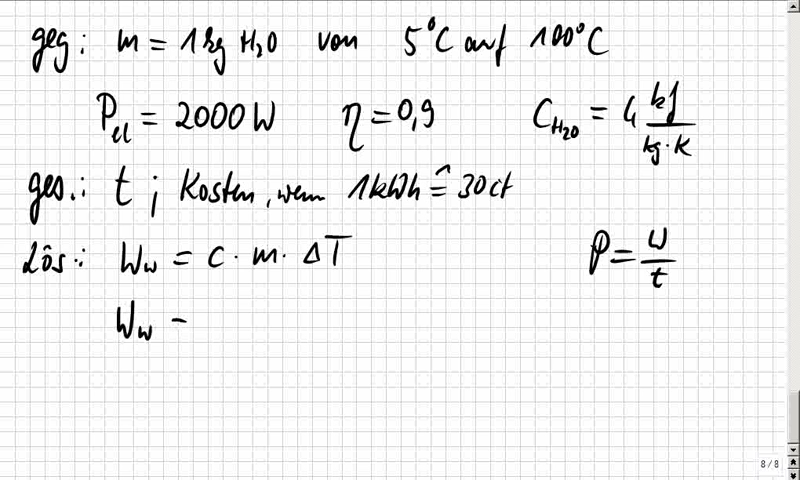 geg: m = 1kg H₂O von 5°C auf 100°C
P_el = 2000W η = 0,9 C_H₂O = 4 kJ/kg·K
ges.: t ; Kosten, wenn 1kWh ≙ 30ct
Lös.: W_w = c · m · ΔT P = W/t
W_w =
8/8